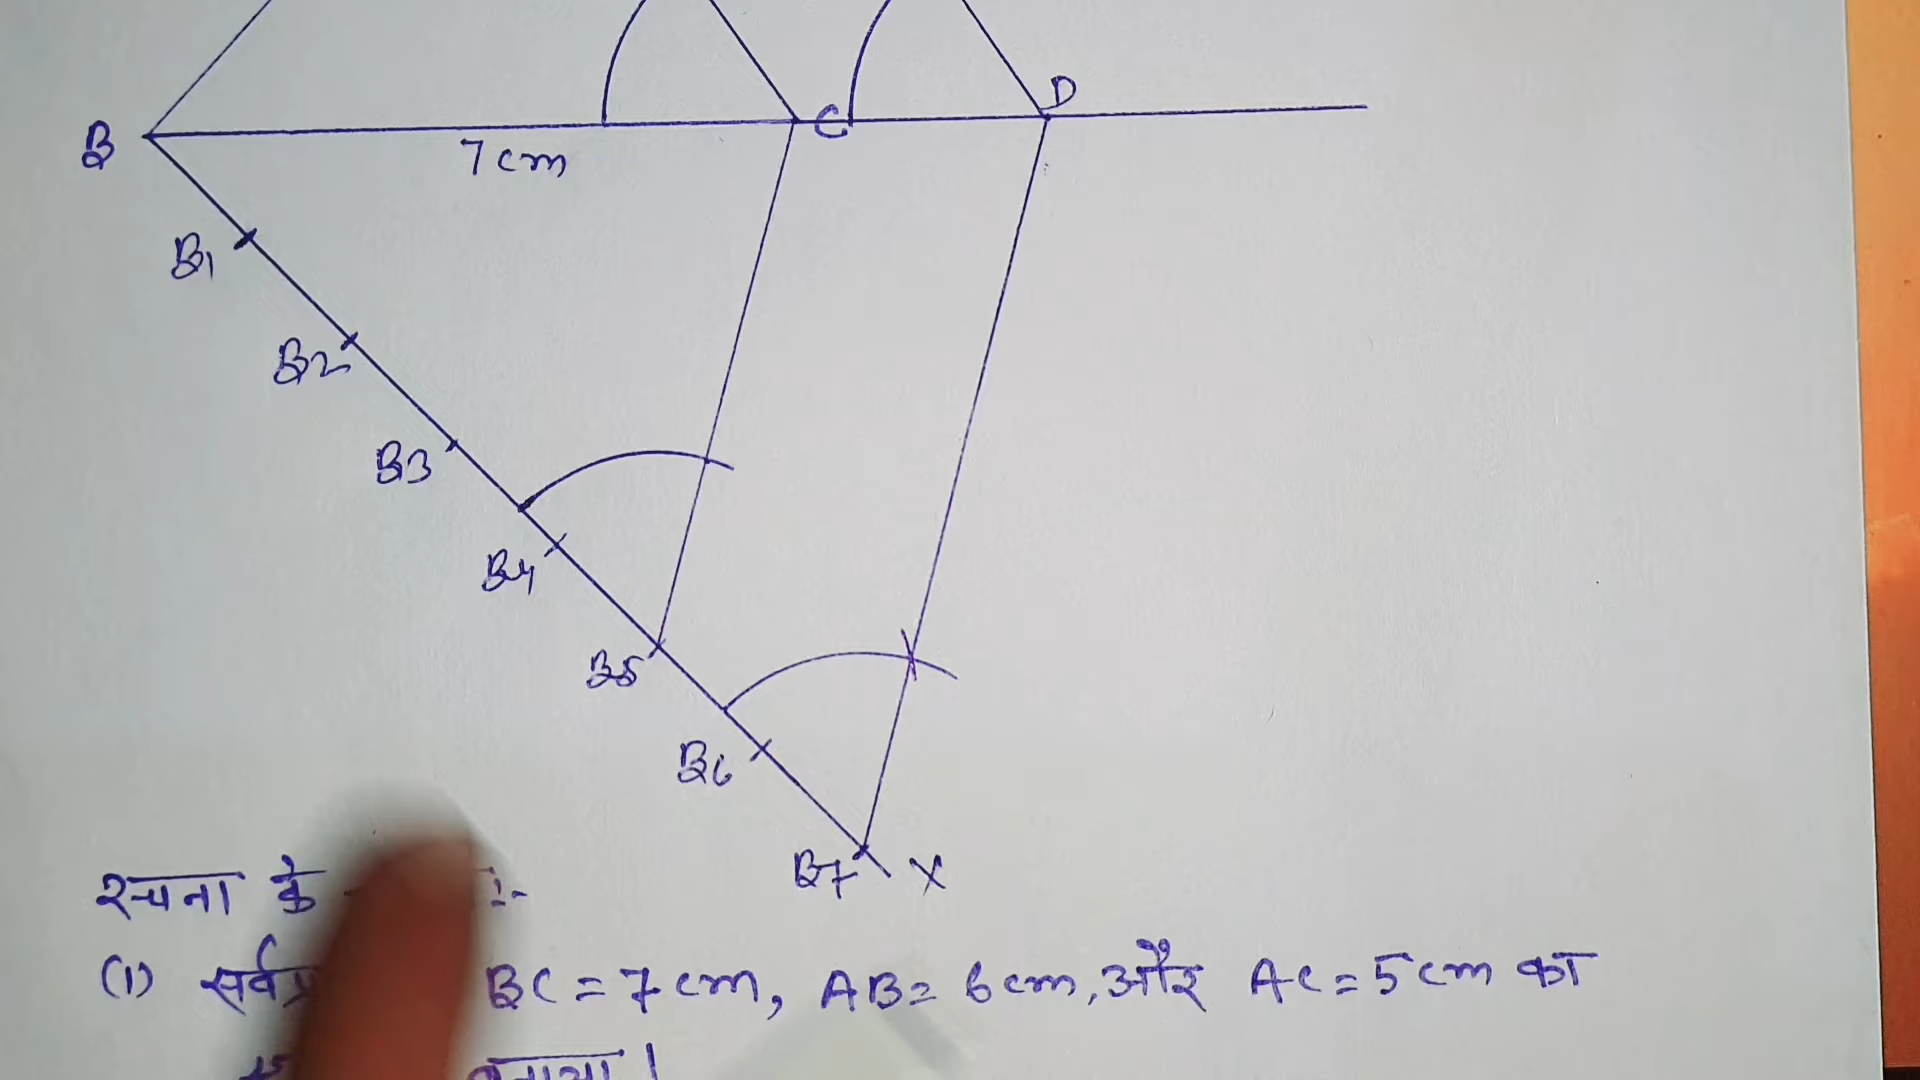 D
B
C
7 cm
B1
B2
B3
B4
B5
B6
B7 X
रचना के :-
(1) BC = 7 cm, AB = 6 cm, और AC = 5 cm का